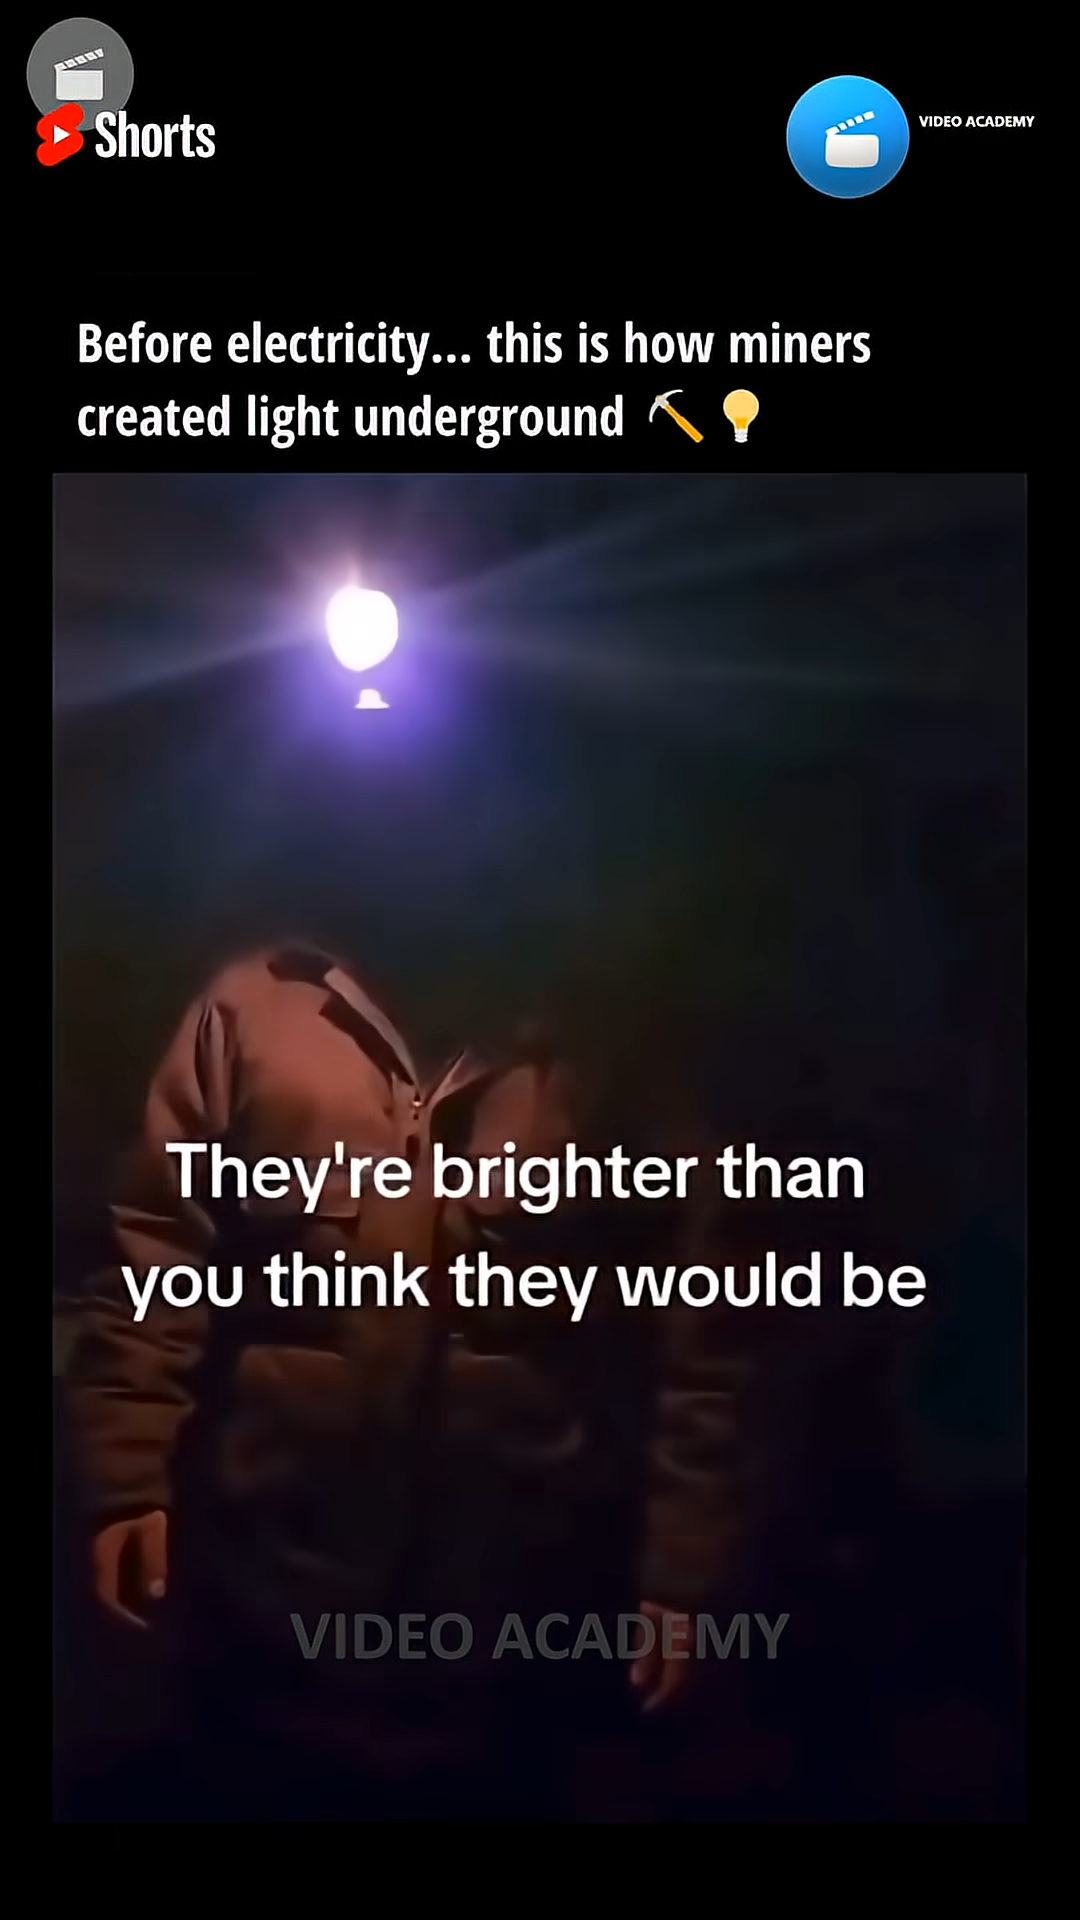 Shorts
VIDEO ACADEMY
Before electricity... this is how miners
created light underground ⛏️💡
They're brighter than
you think they would be
VIDEO ACADEMY